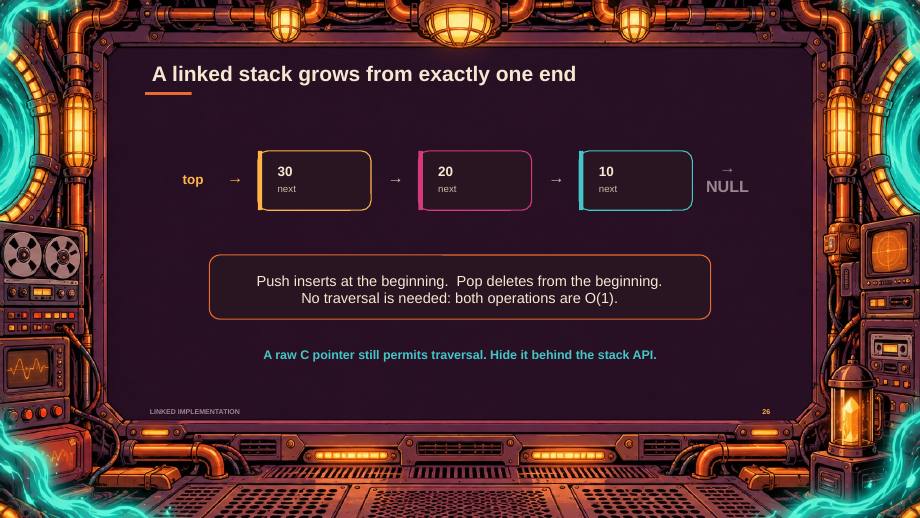 A linked stack grows from exactly one end
top → 30 → 20 → 10 →
next next next NULL
Push inserts at the beginning.  Pop deletes from the beginning.
No traversal is needed: both operations are O(1).
A raw C pointer still permits traversal. Hide it behind the stack API.
LINKED IMPLEMENTATION 26